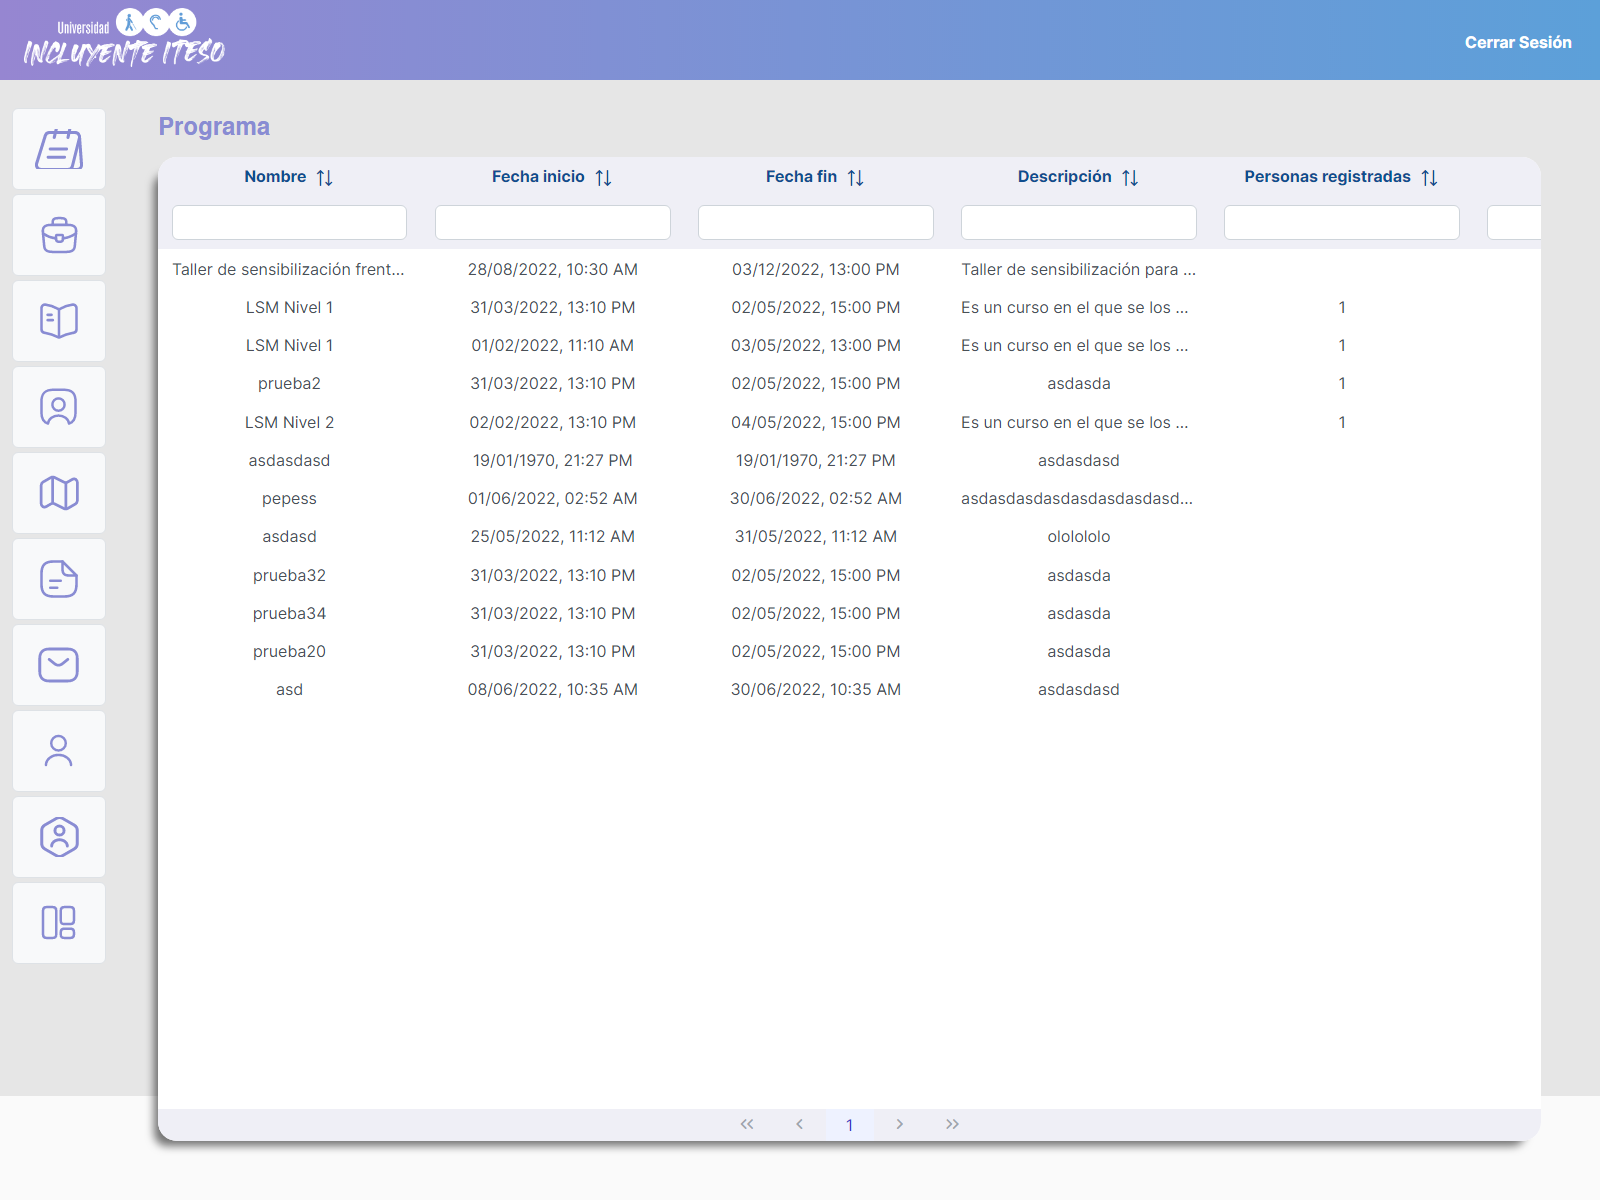 Universidad
INCLUYENTE ITESO
Cerrar Sesión
Programa
Nombre Fecha inicio Fecha fin Descripción Personas registradas
Taller de sensibilización frent... 28/08/2022, 10:30 AM 03/12/2022, 13:00 PM Taller de sensibilización para ...
LSM Nivel 1 31/03/2022, 13:10 PM 02/05/2022, 15:00 PM Es un curso en el que se los ... 1
LSM Nivel 1 01/02/2022, 11:10 AM 03/05/2022, 13:00 PM Es un curso en el que se los ... 1
prueba2 31/03/2022, 13:10 PM 02/05/2022, 15:00 PM asdasda 1
LSM Nivel 2 02/02/2022, 13:10 PM 04/05/2022, 15:00 PM Es un curso en el que se los ... 1
asdasdasd 19/01/1970, 21:27 PM 19/01/1970, 21:27 PM asdasdasd
pepess 01/06/2022, 02:52 AM 30/06/2022, 02:52 AM asdasdasdasdasdasdasdasd...
asdasd 25/05/2022, 11:12 AM 31/05/2022, 11:12 AM olololololo
prueba32 31/03/2022, 13:10 PM 02/05/2022, 15:00 PM asdasda
prueba34 31/03/2022, 13:10 PM 02/05/2022, 15:00 PM asdasda
prueba20 31/03/2022, 13:10 PM 02/05/2022, 15:00 PM asdasda
asd 08/06/2022, 10:35 AM 30/06/2022, 10:35 AM asdasdasd
1